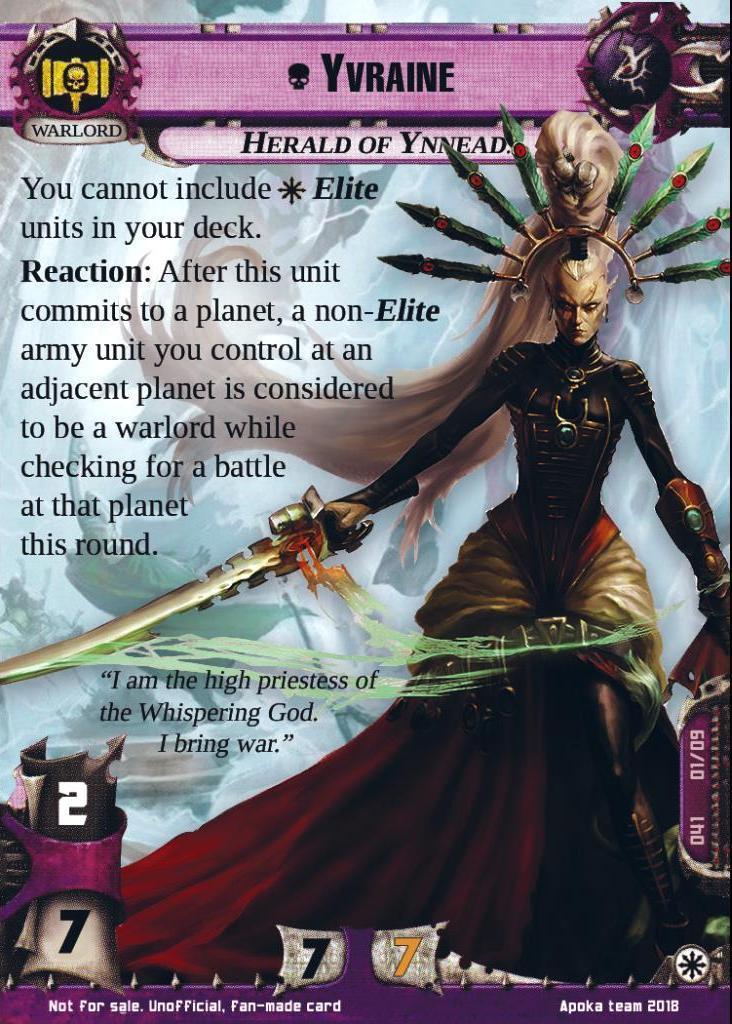 YVRAINE
WARLORD
HERALD OF YNNEAD.
You cannot include Elite
units in your deck.
Reaction: After this unit
commits to a planet, a non-Elite
army unit you control at an
adjacent planet is considered
to be a warlord while
checking for a battle
at that planet
this round.
“I am the high priestess of
the Whispering God.
I bring war.”
01/09
041
2
7
7 7
Not for sale. Unofficial, fan-made card
Apoka team 2018